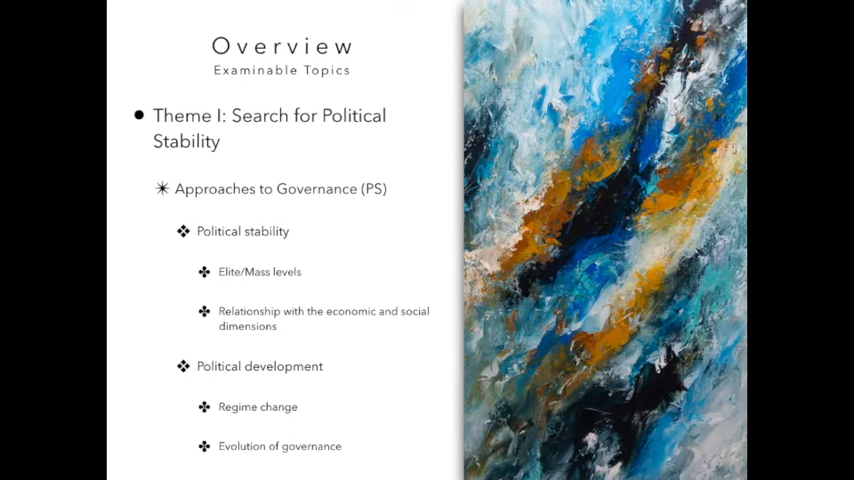 Overview
Examinable Topics
Theme I: Search for Political
Stability
Approaches to Governance (PS)
Political stability
Elite/Mass levels
Relationship with the economic and social
dimensions
Political development
Regime change
Evolution of governance